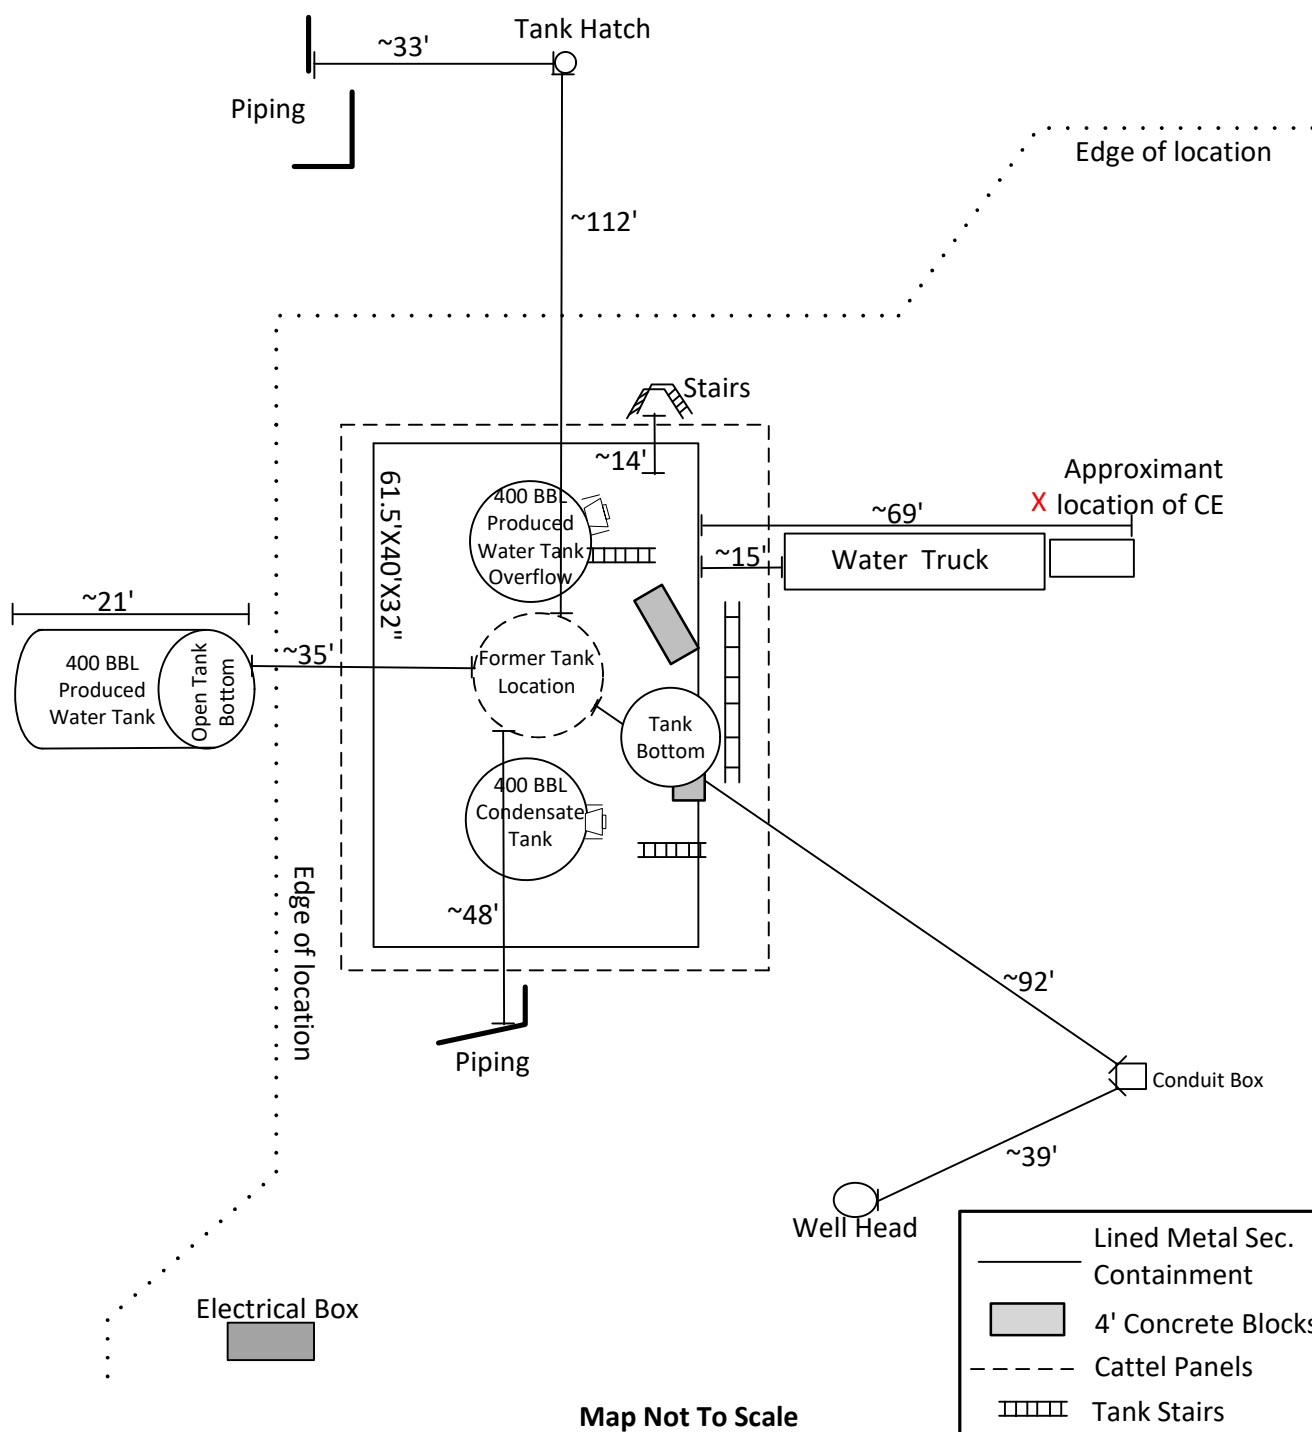 Tank Hatch
~33'
Piping
Edge of location
~112'
Stairs
~14'
61.5'X40'X32"
400 BBL
Produced
Water Tank
Overflow
Approximant
X location of CE
~69'
~15'
Water Truck
~21'
400 BBL
Produced
Water Tank
Open Tank
Bottom
~35'
Former Tank
Location
Tank
Bottom
400 BBL
Condensate
Tank
Edge of location
~48'
Piping
~92'
Conduit Box
~39'
Well Head
Electrical Box
Lined Metal Sec.
Containment
4' Concrete Blocks
Cattel Panels
Tank Stairs
Map Not To Scale